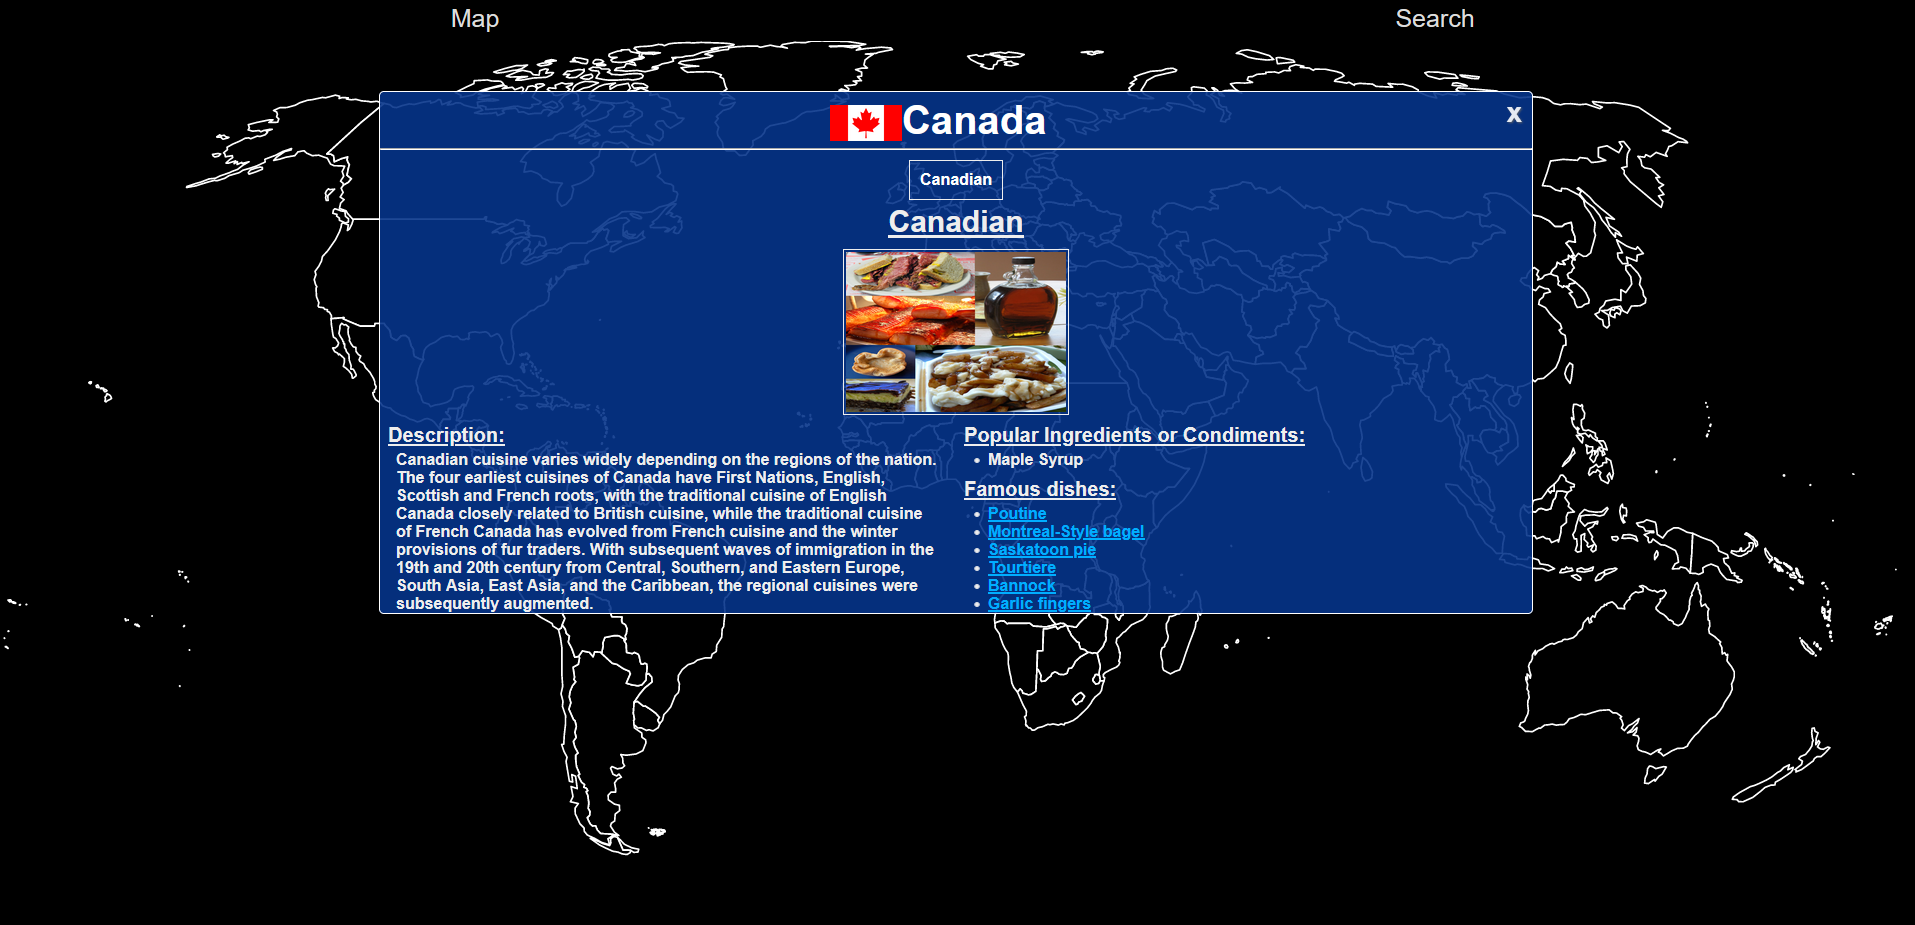 Map
Search
Canada
X
Canadian
Canadian
Description:
Canadian cuisine varies widely depending on the regions of the nation.
The four earliest cuisines of Canada have First Nations, English,
Scottish and French roots, with the traditional cuisine of English
Canada closely related to British cuisine, while the traditional cuisine
of French Canada has evolved from French cuisine and the winter
provisions of fur traders. With subsequent waves of immigration in the
19th and 20th century from Central, Southern, and Eastern Europe,
South Asia, East Asia, and the Caribbean, the regional cuisines were
subsequently augmented.
Popular Ingredients or Condiments:
• Maple Syrup
Famous dishes:
• Poutine
• Montreal-Style bagel
• Saskatoon pie
• Tourtiere
• Bannock
• Garlic fingers